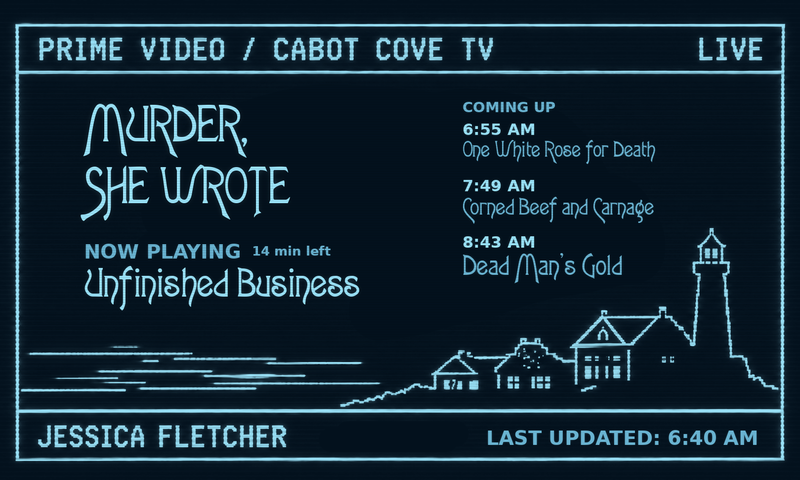 PRIME VIDEO / CABOT COVE TV
LIVE
MURDER,
SHE WROTE
NOW PLAYING 14 min left
Unfinished Business
COMING UP
6:55 AM
One White Rose for Death
7:49 AM
Corned Beef and Carnage
8:43 AM
Dead Man's Gold
JESSICA FLETCHER
LAST UPDATED: 6:40 AM